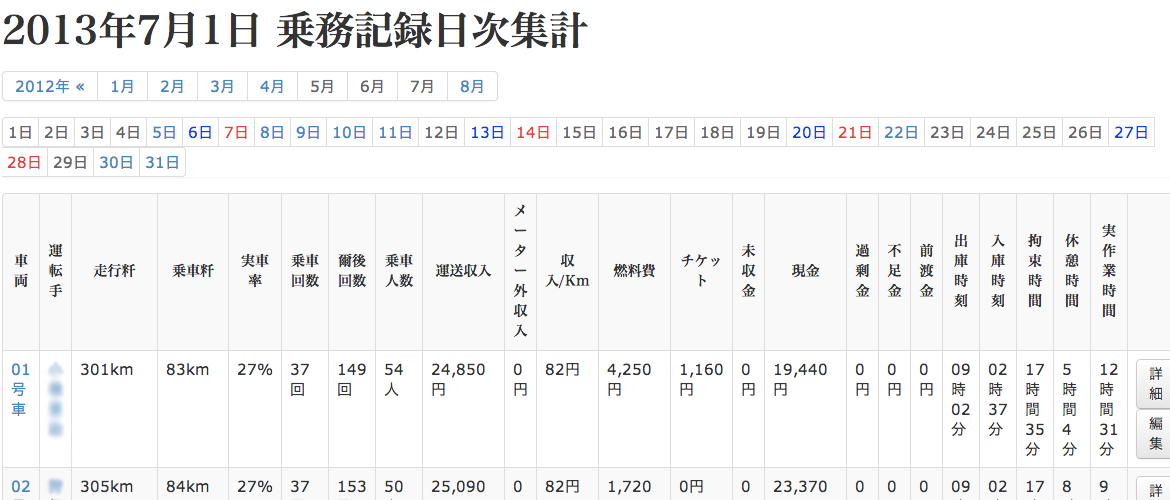 2013年7月1日 乗務記録日次集計
2012年 « 1月 2月 3月 4月 5月 6月 7月 8月
1日 2日 3日 4日 5日 6日 7日 8日 9日 10日 11日 12日 13日 14日 15日 16日 17日 18日 19日 20日 21日 22日 23日 24日 25日 26日 27日
28日 29日 30日 31日
車両 運転手 走行粁 乗車粁 実車率 乗車回数 爾後回数 乗車人数 運送収入 メーター外収入 収入/Km 燃料費 チケット 未収金 現金 過剰金 不足金 前渡金 出庫時刻 入庫時刻 拘束時間 休憩時間 実作業時間
01号車 301km 83km 27% 37回 149回 54人 24,850円 0円 82円 4,250円 1,160円 0円 19,440円 0円 0円 0円 09時02分 02時37分 17時間35分 5時間4分 12時間31分 詳細 編集
02 305km 84km 27% 37 153 50 25,090 0 82円 1,720 0円 0 23,370 0 0 0 09 02 17 8 9 詳